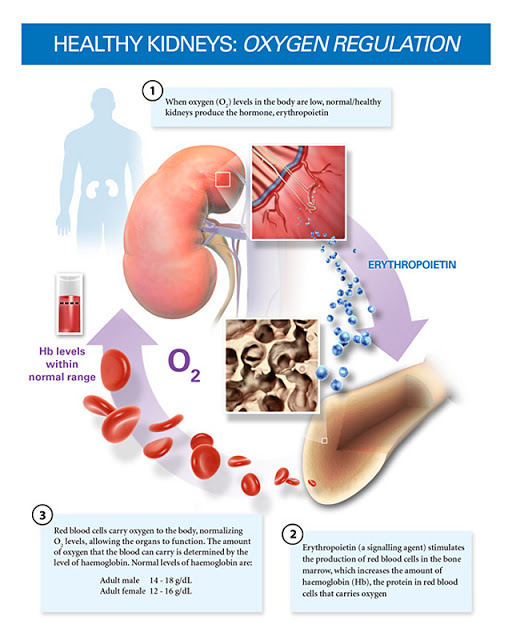 HEALTHY KIDNEYS: OXYGEN REGULATION
1
When oxygen (O2) levels in the body are low, normal/healthy
kidneys produce the hormone, erythropoietin
ERYTHROPOIETIN
Hb levels
within
normal range
O2
3
Red blood cells carry oxygen to the body, normalizing
O2 levels, allowing the organs to function. The amount
of oxygen that the blood can carry is determined by the
level of haemoglobin. Normal levels of haemoglobin are:
Adult male 14 - 18 g/dL
Adult female 12 - 16 g/dL
2
Erythropoietin (a signalling agent) stimulates
the production of red blood cells in the bone
marrow, which increases the amount of
haemoglobin (Hb), the protein in red blood
cells that carries oxygen